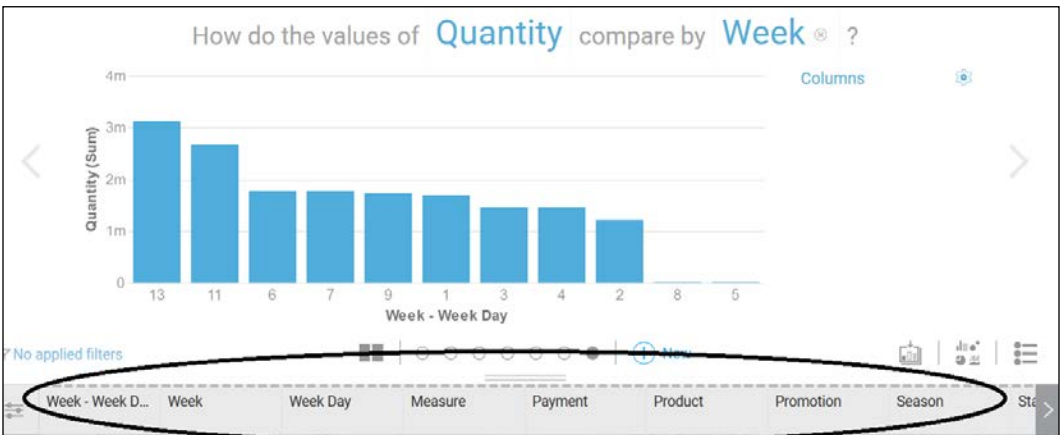 How do the values of Quantity compare by Week ?
Columns
4m
3m
2m
1m
0
Quantity (Sum)
13 11 6 7 9 1 3 4 2 8 5
Week - Week Day
No applied filters
New
Week - Week D... Week Week Day Measure Payment Product Promotion Season Sta